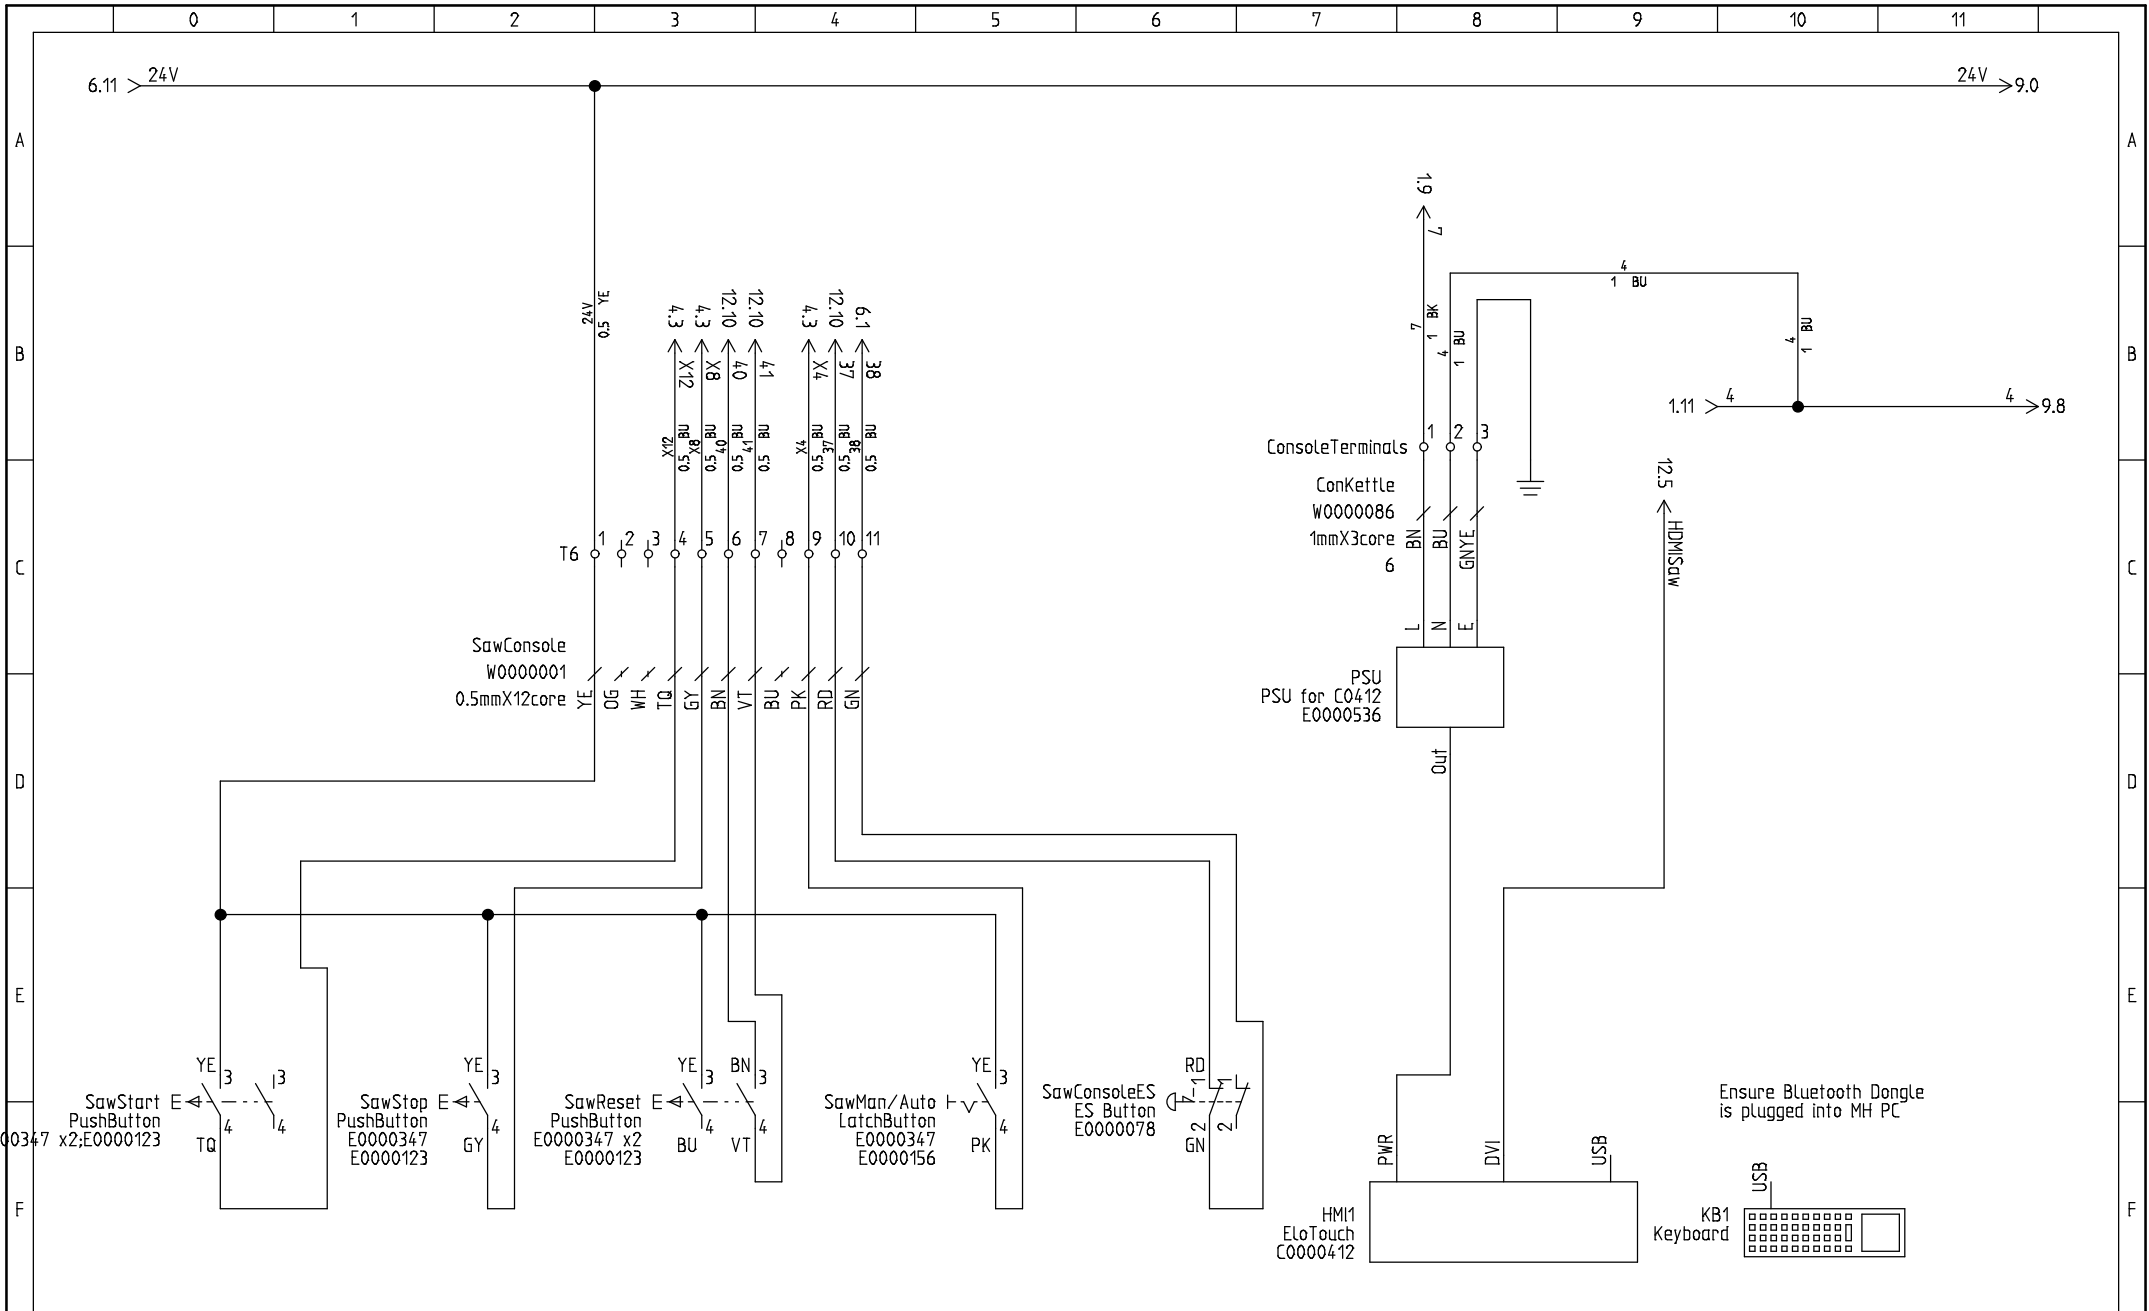 0 1 2 3 4 5 6 7 8 9 10 11
6.11 24V 24V 9.0
A A
1.9
7
4
1 BU
24V
0.5 YE
4.3 4.3 12.10 12.10 4.3 12.10 6.1
X12 X8 40 41 X4 37 38
7
1 BK
4
1 BU
4
1 BU
B B
1.11 4 4 9.8
X12 0.5 BU
X8 0.5 BU
40 0.5 BU
41 0.5 BU
X4 0.5 BU
37 0.5 BU
38 0.5 BU
ConsoleTerminals 1 2 3
12.5
HDMISaw
ConKettle
W0000086
1mmX3core
6
BN BU GNYE
T6 1 2 3 4 5 6 7 8 9 10 11
C C
L N E
SawConsole
W0000001
0.5mmX12core
YE OG WH TQ GY BN VT BU PK RD GN
PSU
PSU for C0412
E0000536
Out
D D
E E
YE 3 3
SawStart
PushButton
00347 x2;E0000123
4 4
TQ
YE 3
SawStop
PushButton
E0000347
E0000123
4
GY
YE 3 BN 3
SawReset
PushButton
E0000347 x2
E0000123
4 4
BU VT
YE 3
SawMan/Auto
LatchButton
E0000347
E0000156
4
PK
RD
1 1
SawConsoleES
ES Button
E0000078
2 2
GN
Ensure Bluetooth Dongle
is plugged into MH PC
PWR DVI USB
USB
F F
HMI1
EloTouch
C0000412
KB1
Keyboard